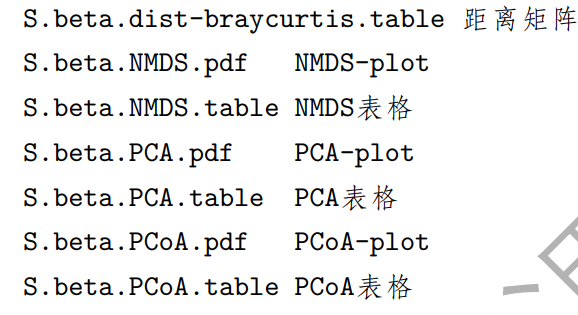 S.beta.dist-braycurtis.table 距离矩阵
S.beta.NMDS.pdf NMDS-plot
S.beta.NMDS.table NMDS表格
S.beta.PCA.pdf PCA-plot
S.beta.PCA.table PCA表格
S.beta.PCoA.pdf PCoA-plot
S.beta.PCoA.table PCoA表格